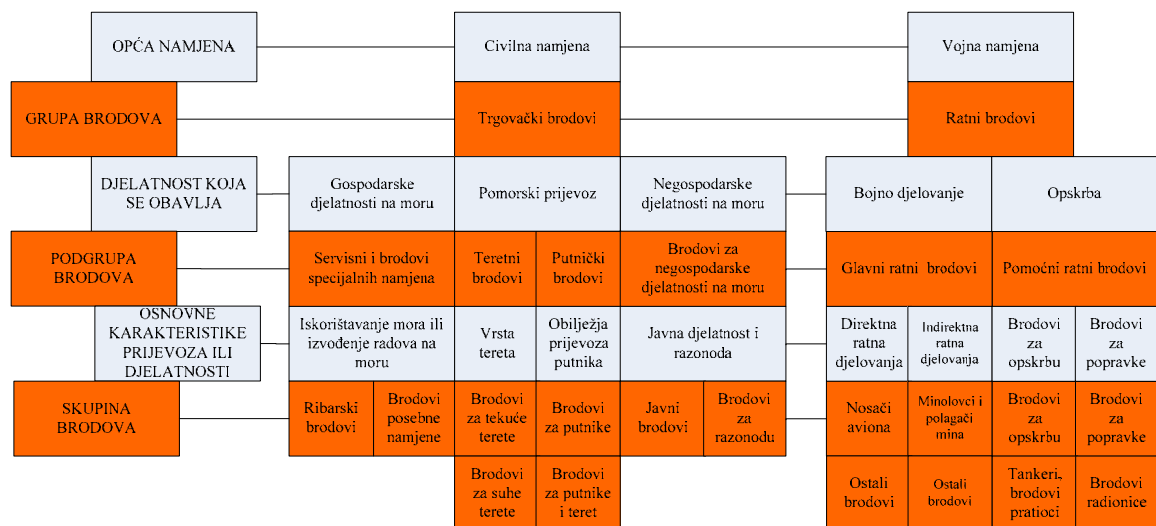 OPĆA NAMJENA
Civilna namjena
Vojna namjena
GRUPA BRODOVA
Trgovački brodovi
Ratni brodovi
DJELATNOST KOJA
SE OBAVLJA
Gospodarske
djelatnosti na moru
Pomorski prijevoz
Negospodarske
djelatnosti na moru
Bojno djelovanje
Opskrba
PODGRUPA
BRODOVA
Servisni i brodovi
specijalnih namjena
Teretni
brodovi
Putnički
brodovi
Brodovi za
negospodarske
djelatnosti na moru
Glavni ratni brodovi
Pomoćni ratni brodovi
OSNOVNE
KARAKTERISTIKE
PRIJEVOZA ILI
DJELATNOSTI
Iskorištavanje mora ili
izvođenje radova na
moru
Vrsta
tereta
Obilježja
prijevoza
putnika
Javna djelatnost i
razonoda
Direktna
ratna
djelovanja
Indirektna
ratna
djelovanja
Brodovi
za
opskrbu
Brodovi
za
popravke
SKUPINA
BRODOVA
Ribarski
brodovi
Brodovi
posebne
namjene
Brodovi
za tekuće
terete
Brodovi
za putnike
Javni
brodovi
Brodovi
za
razonodu
Nosači
aviona
Minolovci i
polagači
mina
Brodovi
za
opskrbu
Brodovi
za
popravke
Brodovi
za suhe
terete
Brodovi
za putnike
i teret
Ostali
brodovi
Ostali
brodovi
Tankeri,
brodovi
pratioci
Brodovi
radionice